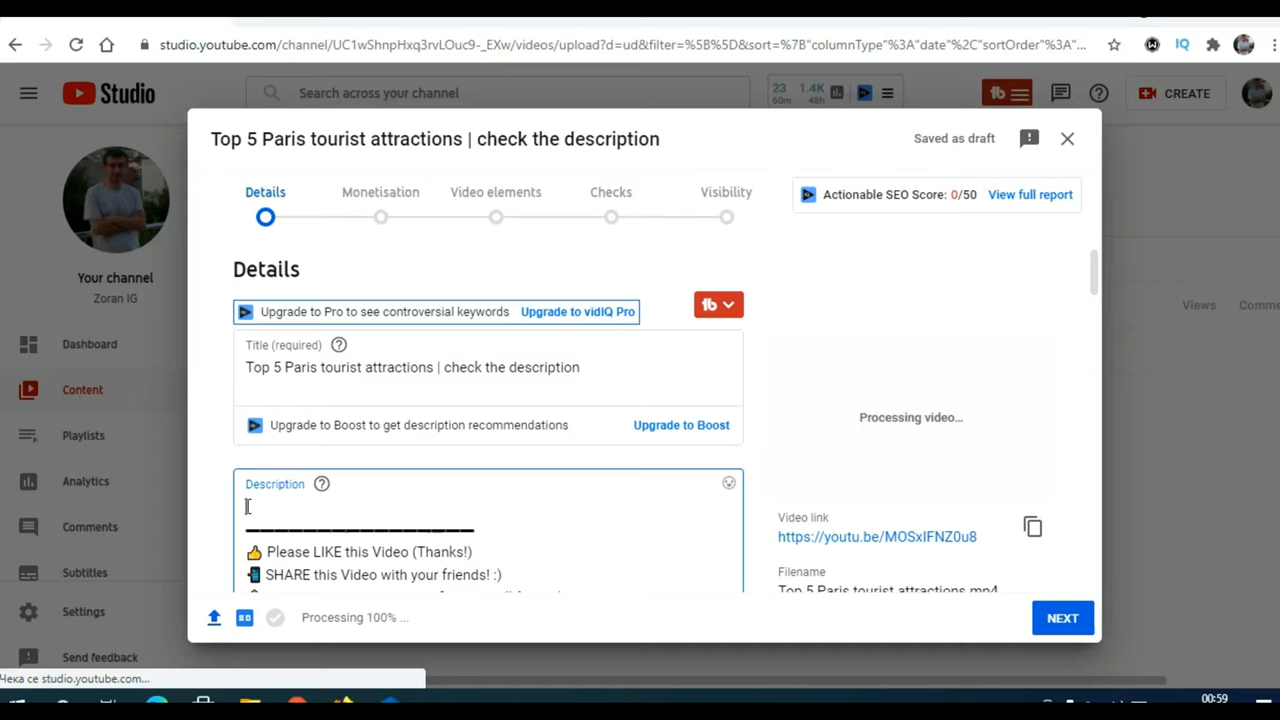 studio.youtube.com/channel/UC1wShnpHxq3rvLOuc9-_EXw/videos/upload?d=ud&filter=%5B%5D&sort=%7B"columnType"%3A"date"%2C"sortOrder"%3A...
IQ
Studio
Search across your channel
23
60m
1.4K
48h
CREATE
Top 5 Paris tourist attractions | check the description
Saved as draft
Details
Monetisation
Video elements
Checks
Visibility
Actionable SEO Score: 0/50
View full report
Your channel
Zoran IG
Dashboard
Content
Playlists
Analytics
Comments
Subtitles
Settings
Send feedback
Details
Upgrade to Pro to see controversial keywords
Upgrade to vidIQ Pro
Title (required)
Top 5 Paris tourist attractions | check the description
Upgrade to Boost to get description recommendations
Upgrade to Boost
Description
👍 Please LIKE this Video (Thanks!)
📲 SHARE this Video with your friends! :)
Processing video...
Video link
https://youtu.be/MOSxIFNZ0u8
Filename
Top 5 Paris tourist attractions.mp4
Views
Comme
SD
Processing 100% ...
NEXT
Чека се studio.youtube.com...
00:59